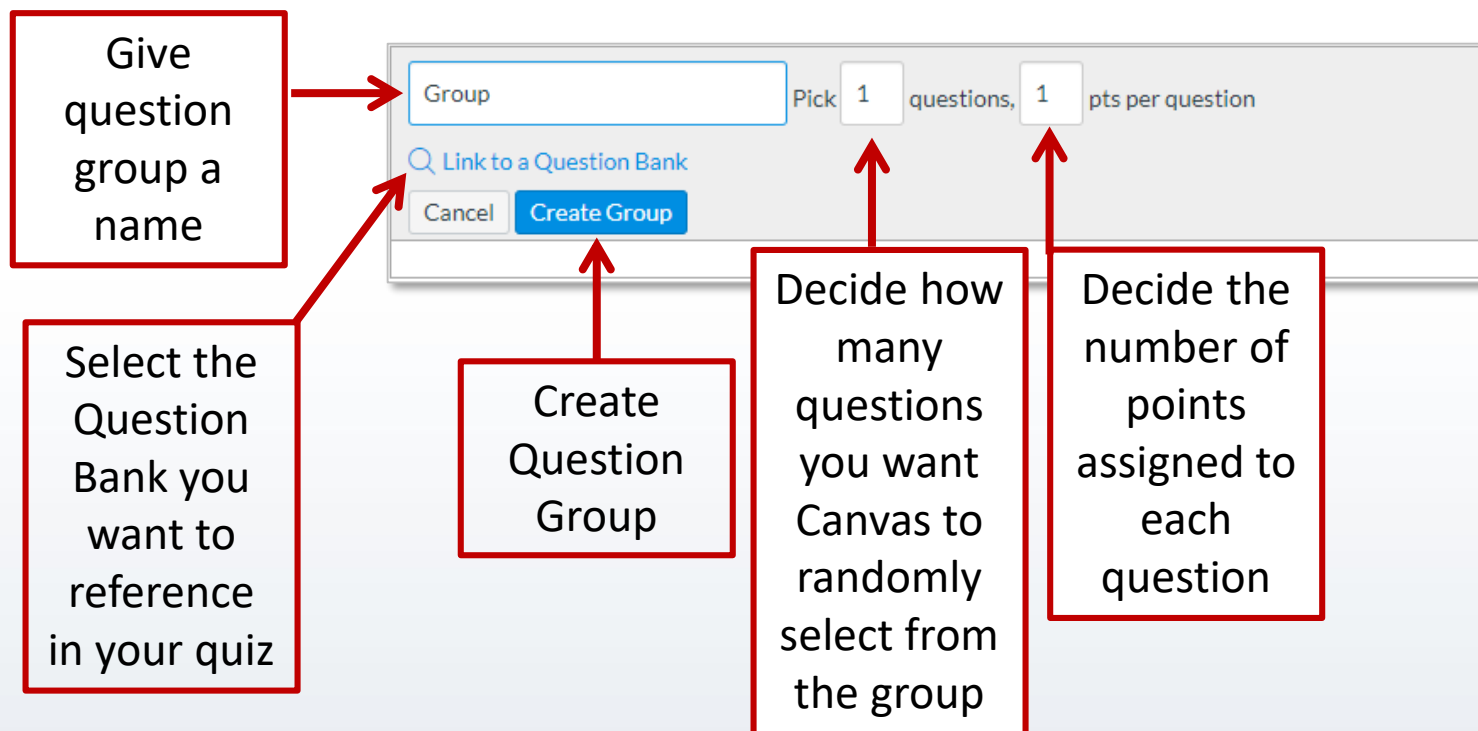 Give
question
group a
name
Group
Pick 1 questions, 1 pts per question
Link to a Question Bank
Cancel Create Group
Select the
Question
Bank you
want to
reference
in your quiz
Create
Question
Group
Decide how
many
questions
you want
Canvas to
randomly
select from
the group
Decide the
number of
points
assigned to
each
question